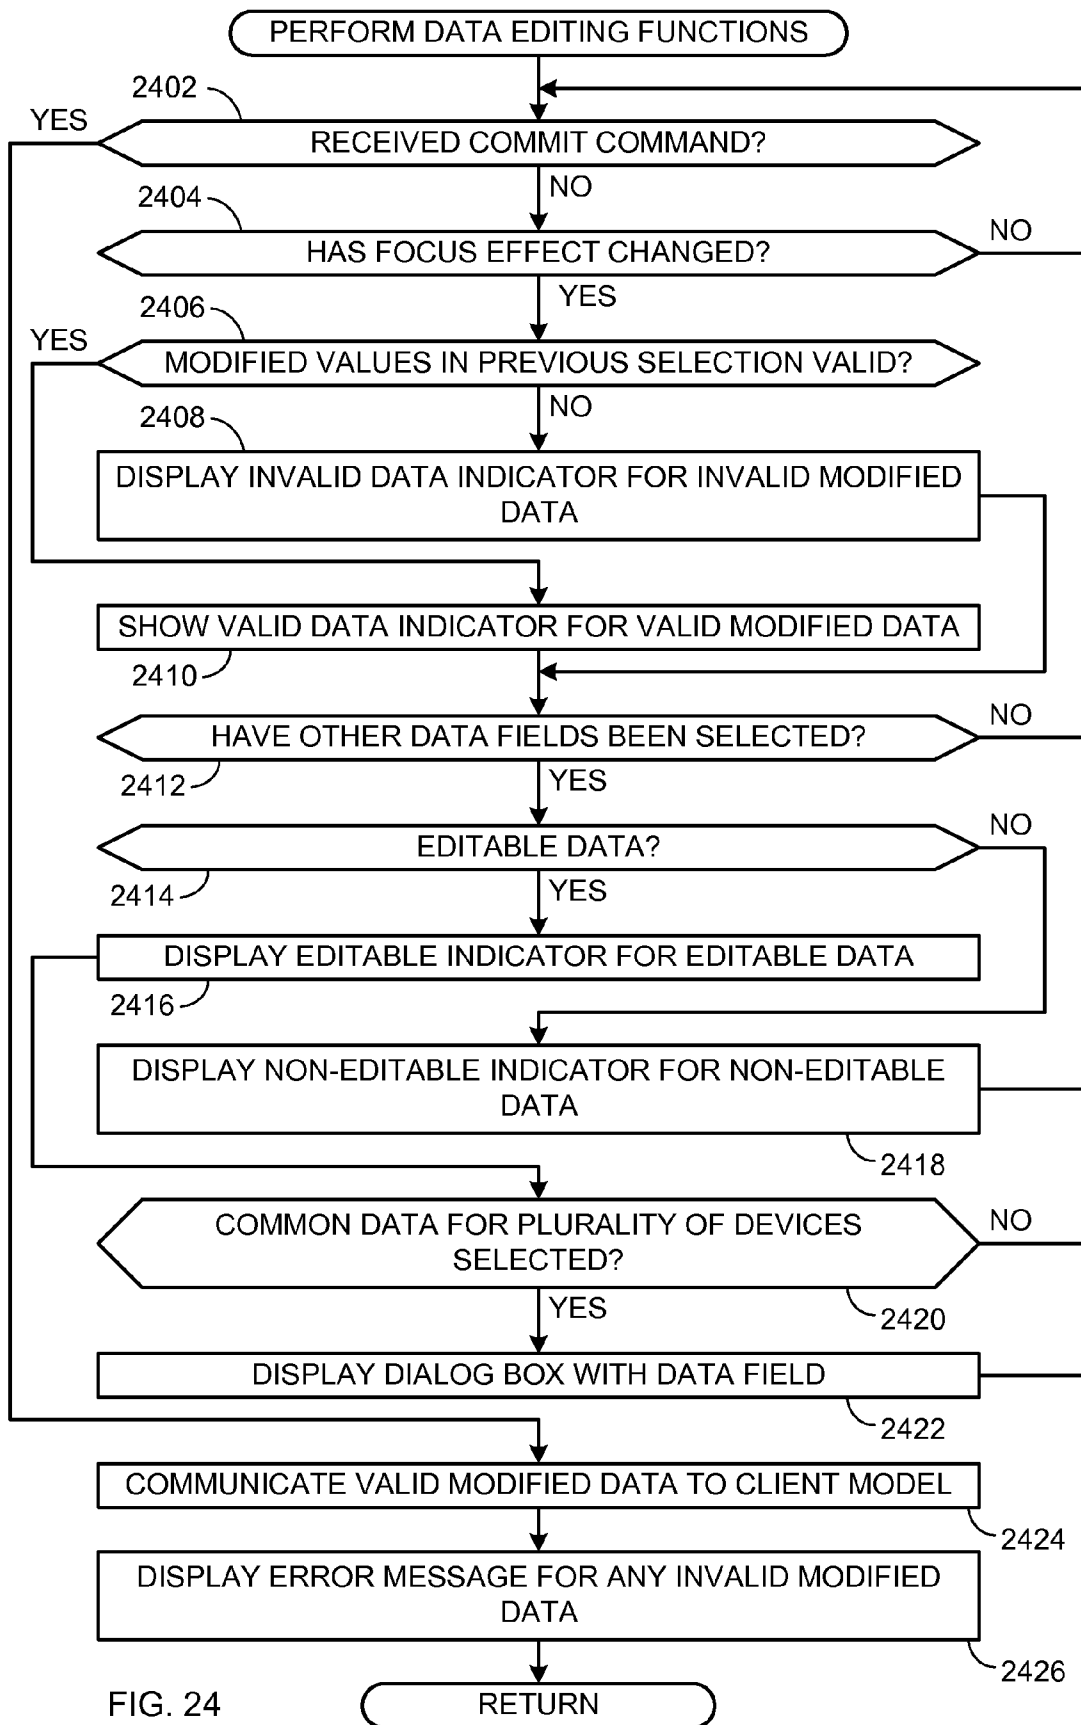 PERFORM DATA EDITING FUNCTIONS
2402
YES
RECEIVED COMMIT COMMAND?
NO
2404
NO
HAS FOCUS EFFECT CHANGED?
YES
2406
YES
MODIFIED VALUES IN PREVIOUS SELECTION VALID?
NO
2408
DISPLAY INVALID DATA INDICATOR FOR INVALID MODIFIED
DATA
SHOW VALID DATA INDICATOR FOR VALID MODIFIED DATA
2410
NO
HAVE OTHER DATA FIELDS BEEN SELECTED?
2412
YES
NO
EDITABLE DATA?
2414
YES
DISPLAY EDITABLE INDICATOR FOR EDITABLE DATA
2416
DISPLAY NON-EDITABLE INDICATOR FOR NON-EDITABLE
DATA
2418
COMMON DATA FOR PLURALITY OF DEVICES
SELECTED?
NO
YES
2420
DISPLAY DIALOG BOX WITH DATA FIELD
2422
COMMUNICATE VALID MODIFIED DATA TO CLIENT MODEL
2424
DISPLAY ERROR MESSAGE FOR ANY INVALID MODIFIED
DATA
2426
FIG. 24
RETURN